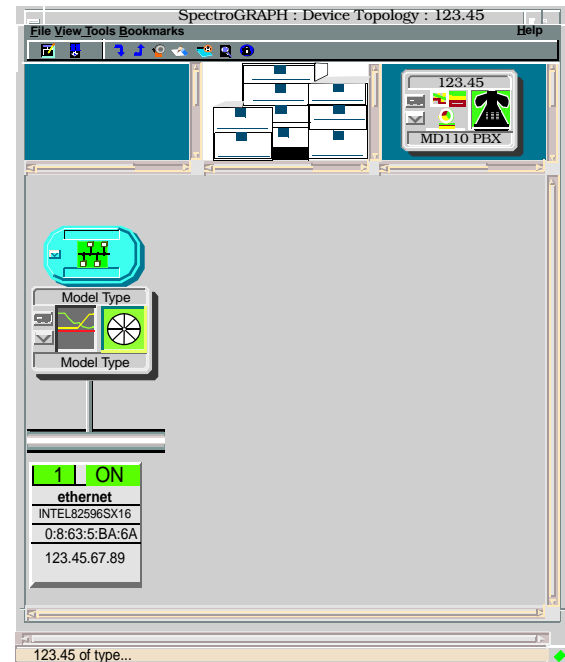 SpectroGRAPH : Device Topology : 123.45
File View Tools Bookmarks Help
123.45
MD110 PBX
Model Type
Model Type
1 ON
ethernet
INTEL82596SX16
0:8:63:5:BA:6A
123.45.67.89
123.45 of type...